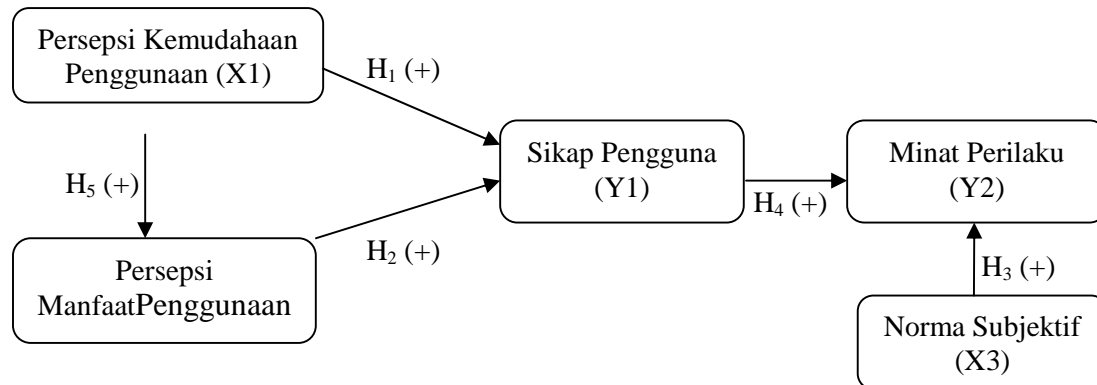 Persepsi Kemudahaan
Penggunaan (X1)
H₁ (+)
Sikap Pengguna
(Y1)
Minat Perilaku
(Y2)
H₅ (+)
H₄ (+)
H₂ (+)
Persepsi
ManfaatPenggunaan
H₃ (+)
Norma Subjektif
(X3)